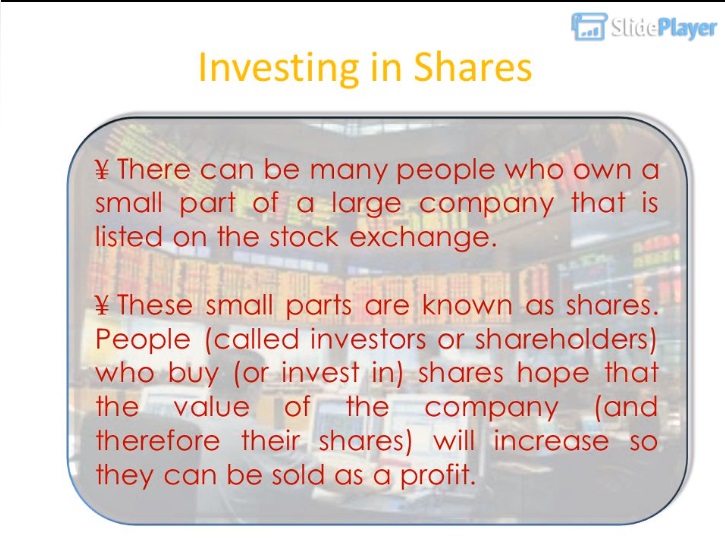 SlidePlayer
Investing in Shares
¥ There can be many people who own a
small part of a large company that is
listed on the stock exchange.
¥ These small parts are known as shares.
People (called investors or shareholders)
who buy (or invest in) shares hope that
the value of the company (and
therefore their shares) will increase so
they can be sold as a profit.